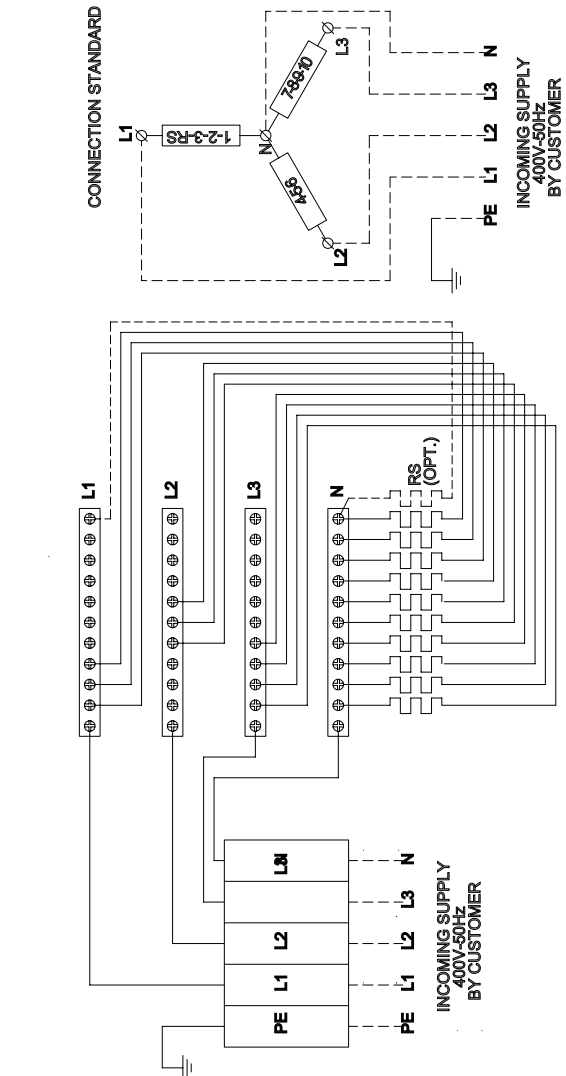 PE L1 L2
PE L1 L2 L3 N
INCOMING SUPPLY
400V-50Hz
BY CUSTOMER
L1
L2
L3
N
RS
(OPT.)
CONNECTION STANDARD
L1
1-2-3-RS
N
4-5-6
7-8-9-10
L2
L3
PE L1 L2 L3 N
INCOMING SUPPLY
400V-50Hz
BY CUSTOMER